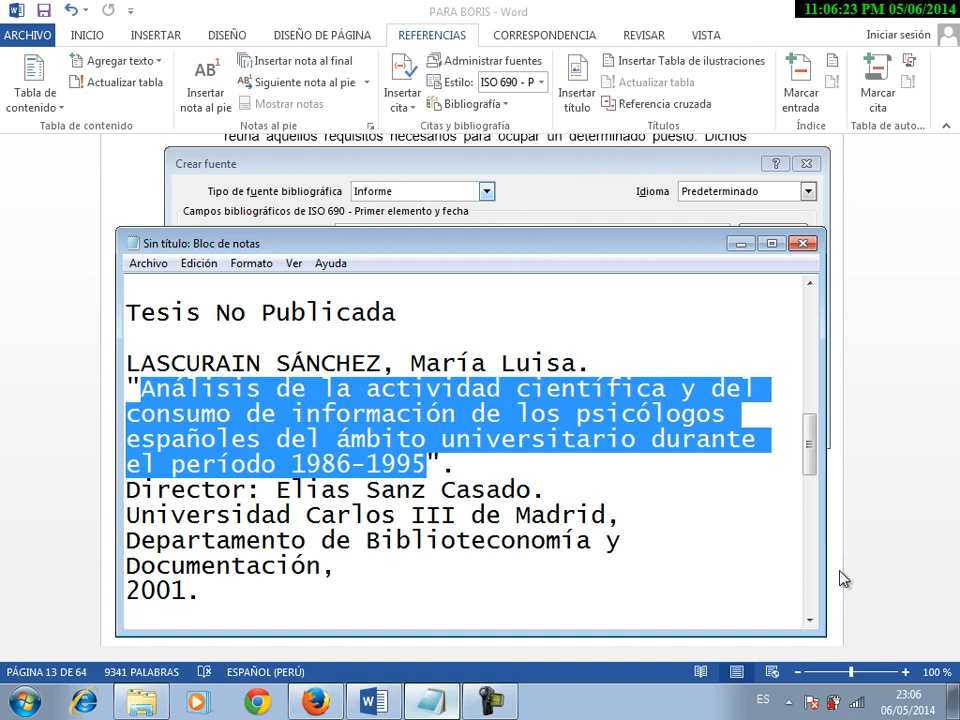 PARA BORIS - Word
11:06:23 PM 05/06/2014
ARCHIVO INICIO INSERTAR DISEÑO DISEÑO DE PÁGINA REFERENCIAS CORRESPONDENCIA REVISAR VISTA Iniciar sesión
Tabla de contenido
Agregar texto
Actualizar tabla
Tabla de contenido
AB1
Insertar nota al pie
Insertar nota al final
Siguiente nota al pie
Mostrar notas
Notas al pie
Insertar cita
Administrar fuentes
Estilo: ISO 690 - P
Bibliografía
Citas y bibliografía
Insertar título
Insertar Tabla de ilustraciones
Actualizar tabla
Referencia cruzada
Títulos
Marcar entrada
Índice
Marcar cita
Tabla de auto...
reúna aquellos requisitos necesarios para ocupar un determinado puesto. Dichos
Crear fuente
Tipo de fuente bibliográfica Informe Idioma Predeterminado
Campos bibliográficos de ISO 690 - Primer elemento y fecha
Sin título: Bloc de notas
Archivo Edición Formato Ver Ayuda
Tesis No Publicada
LASCURAIN SÁNCHEZ, María Luisa.
"Análisis de la actividad científica y del
consumo de información de los psicólogos
españoles del ámbito universitario durante
el período 1986-1995".
Director: Elias Sanz Casado.
Universidad Carlos III de Madrid,
Departamento de Biblioteconomía y
Documentación,
2001.
PÁGINA 13 DE 64 9341 PALABRAS ESPAÑOL (PERÚ) 100 %
ES
23:06
06/05/2014